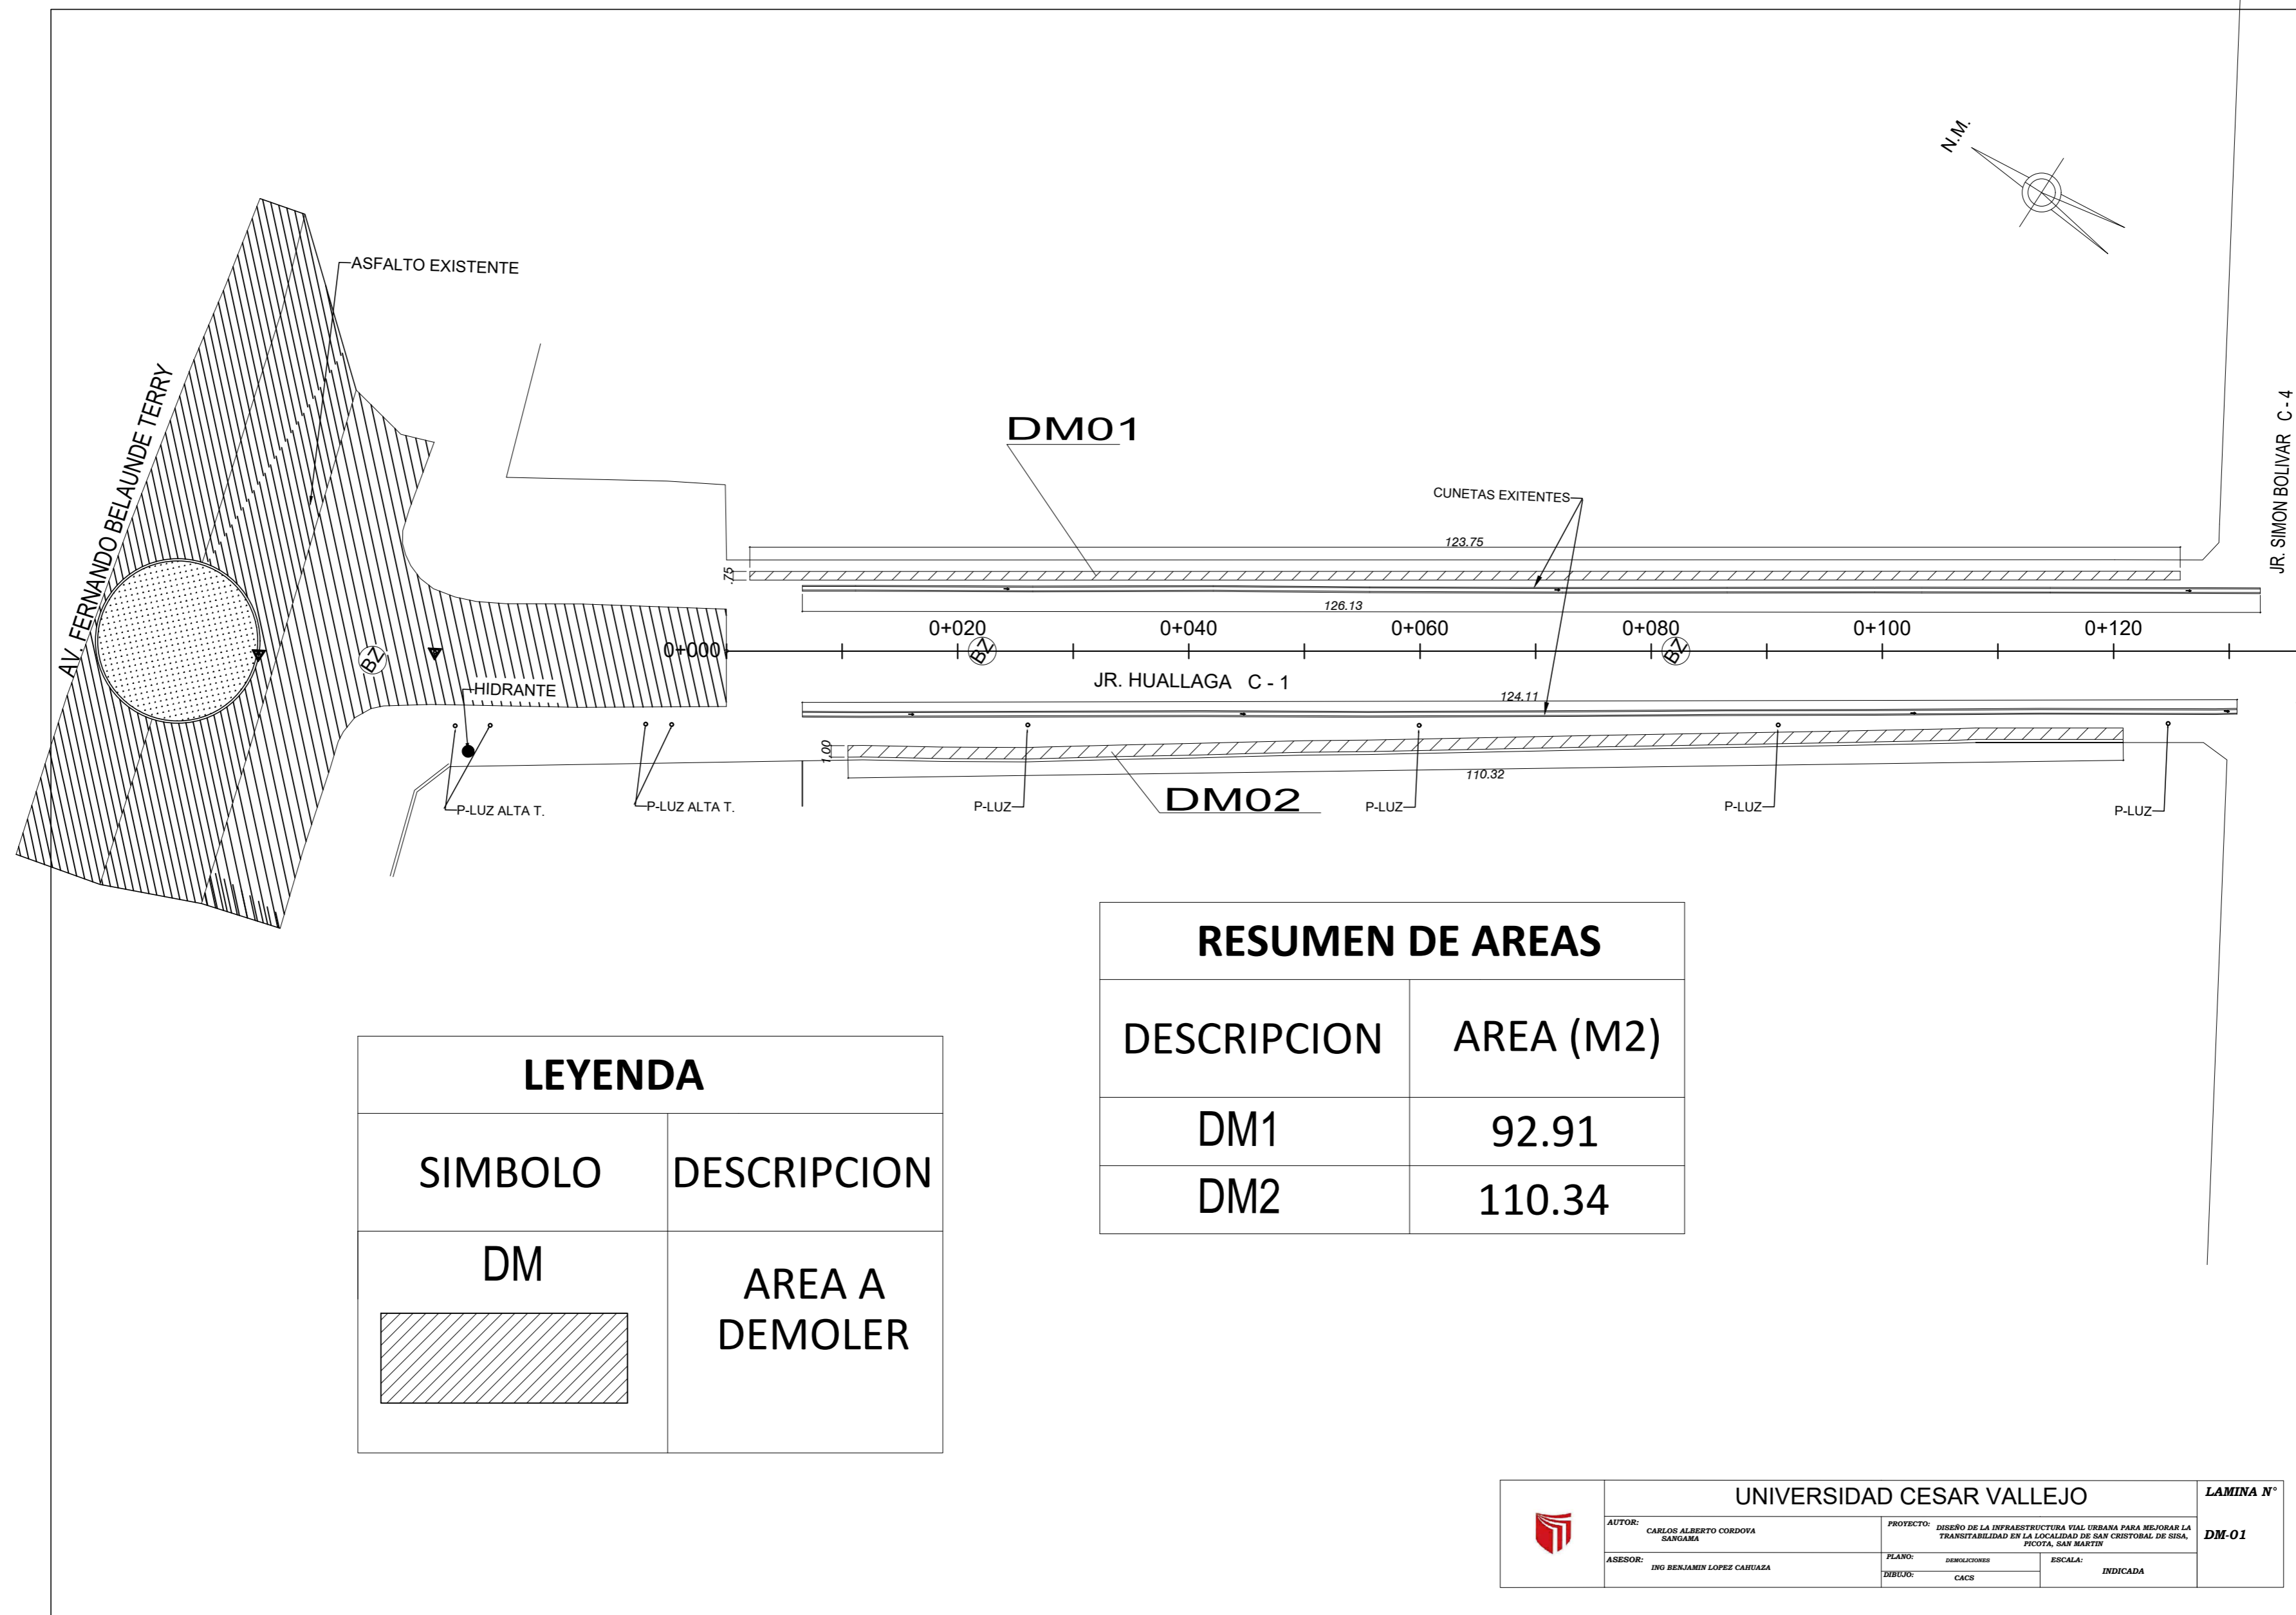 N.M.
ASFALTO EXISTENTE
AV. FERNANDO BELAUNDE TERRY
JR. SIMON BOLIVAR C - 4
DM01
CUNETAS EXITENTES
123.75
.75
126.13
0+000
0+020
0+040
0+060
0+080
0+100
0+120
BZ
BZ
BZ
HIDRANTE
JR. HUALLAGA C - 1
124.11
1.00
110.32
DM02
P-LUZ ALTA T.
P-LUZ ALTA T.
P-LUZ
P-LUZ
P-LUZ
P-LUZ
RESUMEN DE AREAS
DESCRIPCION AREA (M2)
DM1 92.91
DM2 110.34
LEYENDA
SIMBOLO DESCRIPCION
DM
AREA A
DEMOLER
UNIVERSIDAD CESAR VALLEJO
LAMINA N°
DM-01
AUTOR:
CARLOS ALBERTO CORDOVA
SANGAMA
PROYECTO: DISEÑO DE LA INFRAESTRUCTURA VIAL URBANA PARA MEJORAR LA
TRANSITABILIDAD EN LA LOCALIDAD DE SAN CRISTOBAL DE SISA,
PICOTA, SAN MARTIN
ASESOR:
ING BENJAMIN LOPEZ CAHUAZA
PLANO: DEMOLICIONES
DIBUJO: CACS
ESCALA:
INDICADA